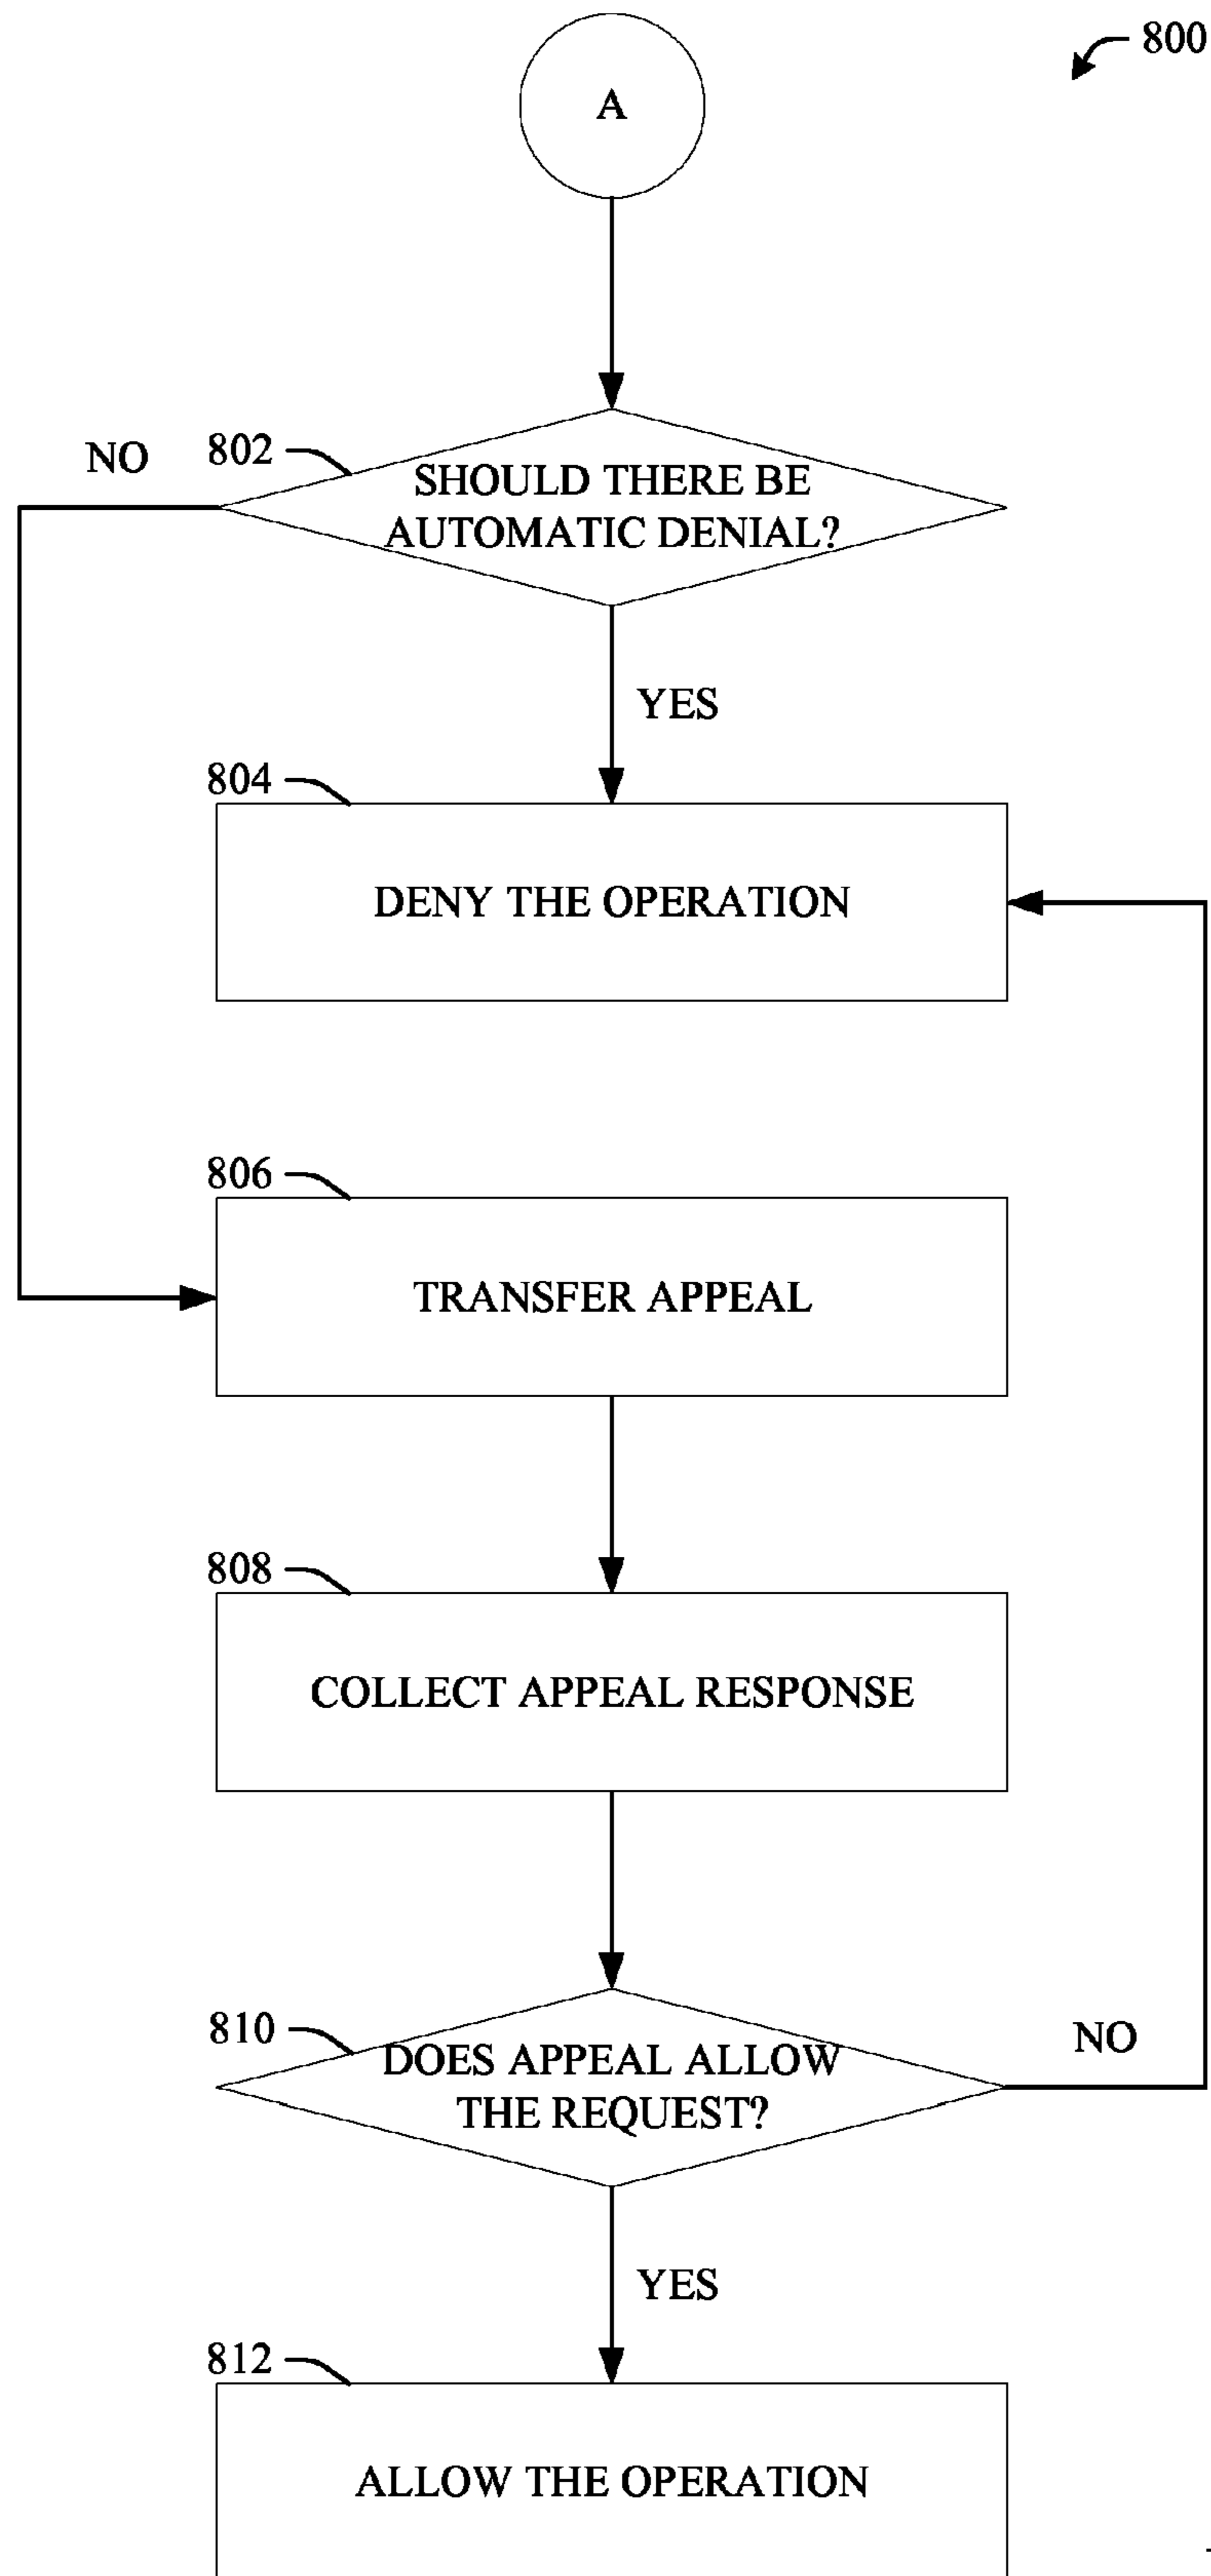 800
A
NO
802
SHOULD THERE BE
AUTOMATIC DENIAL?
YES
804
DENY THE OPERATION
806
TRANSFER APPEAL
808
COLLECT APPEAL RESPONSE
810
DOES APPEAL ALLOW
THE REQUEST?
NO
YES
812
ALLOW THE OPERATION